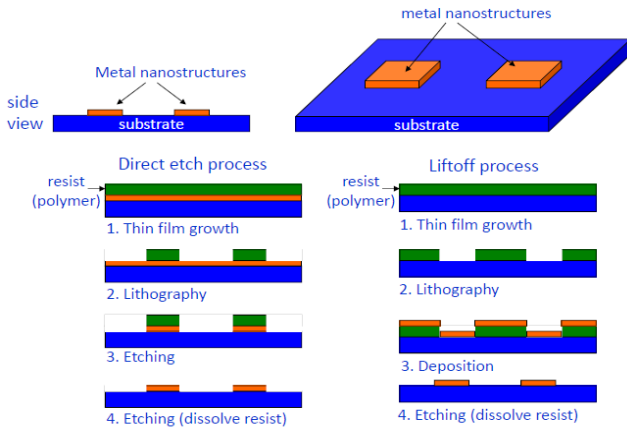 metal nanostructures
Metal nanostructures
side
view
substrate
substrate
Direct etch process
Liftoff process
resist
(polymer)
1. Thin film growth
2. Lithography
3. Etching
4. Etching (dissolve resist)
resist
(polymer)
1. Thin film growth
2. Lithography
3. Deposition
4. Etching (dissolve resist)